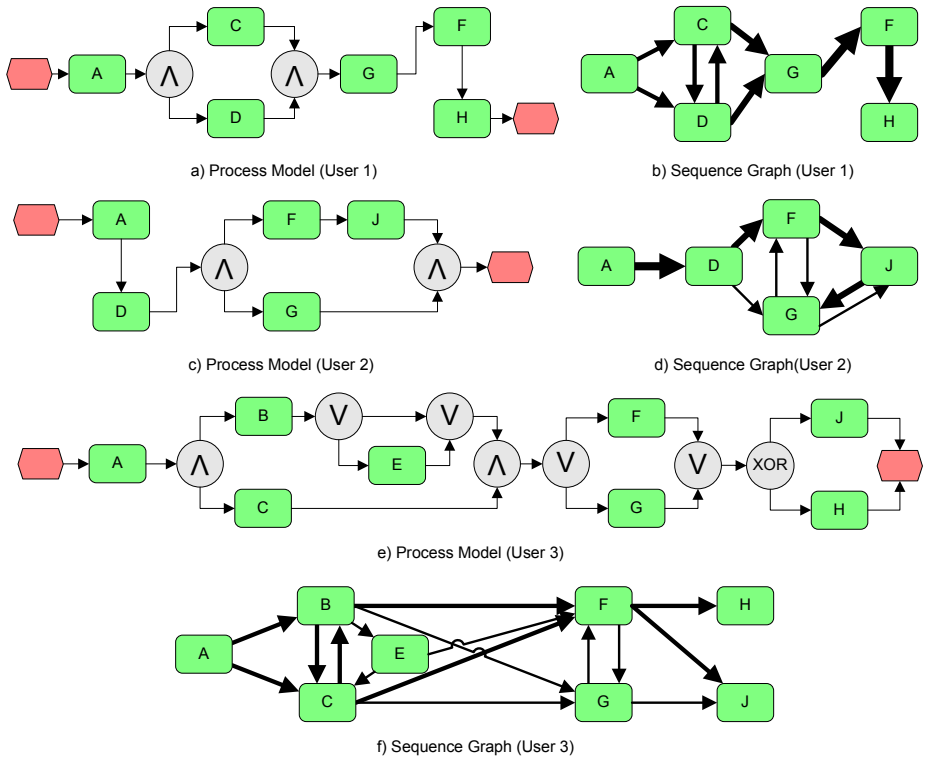 A
C
D
Λ
Λ
G
F
H
a) Process Model (User 1)
A
C
D
G
F
H
b) Sequence Graph (User 1)
A
D
Λ
F
J
G
Λ
c) Process Model (User 2)
A
D
F
G
J
d) Sequence Graph(User 2)
A
Λ
B
V
E
V
C
Λ
V
F
G
V
XOR
J
H
e) Process Model (User 3)
A
B
E
C
F
G
H
J
f) Sequence Graph (User 3)